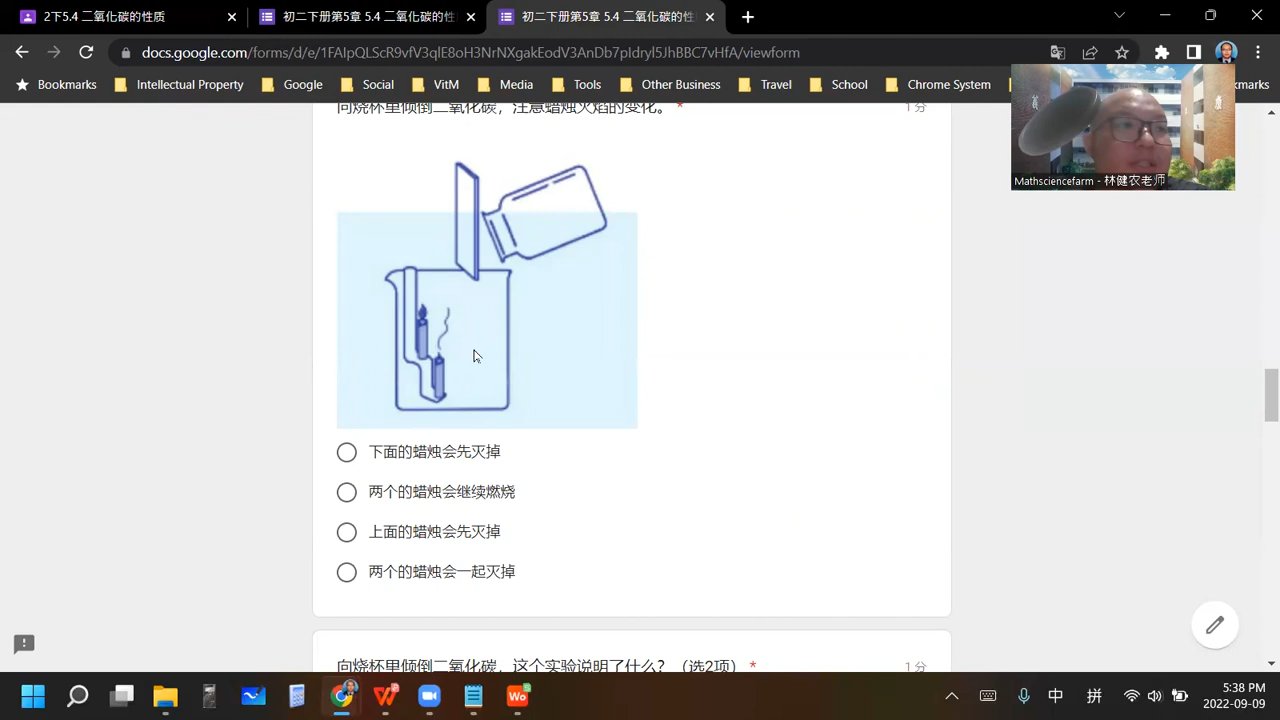 2下5.4 二氧化碳的性质
初二下册第5章 5.4 二氧化碳的性
初二下册第5章 5.4 二氧化碳的性
docs.google.com/forms/d/e/1FAIpQLScR9vfV3qlE8oH3NrNXqakEodV3AnDb7pldryl5JhBBC7vHfA/viewform
Bookmarks
Intellectual Property
Google
Social
VitM
Media
Tools
Other Business
Travel
School
Chrome System
kmarks
向烧杯里倾倒二氧化碳，注意蜡烛火焰的变化。 *
1 分
Mathsciencefarm - 林健农老师
下面的蜡烛会先灭掉
两个的蜡烛会继续燃烧
上面的蜡烛会先灭掉
两个的蜡烛会一起灭掉
向烧杯里倾倒二氧化碳，这个实验说明了什么？（选2项） *
1 分
Wo
中
拼
5:38 PM
2022-09-09